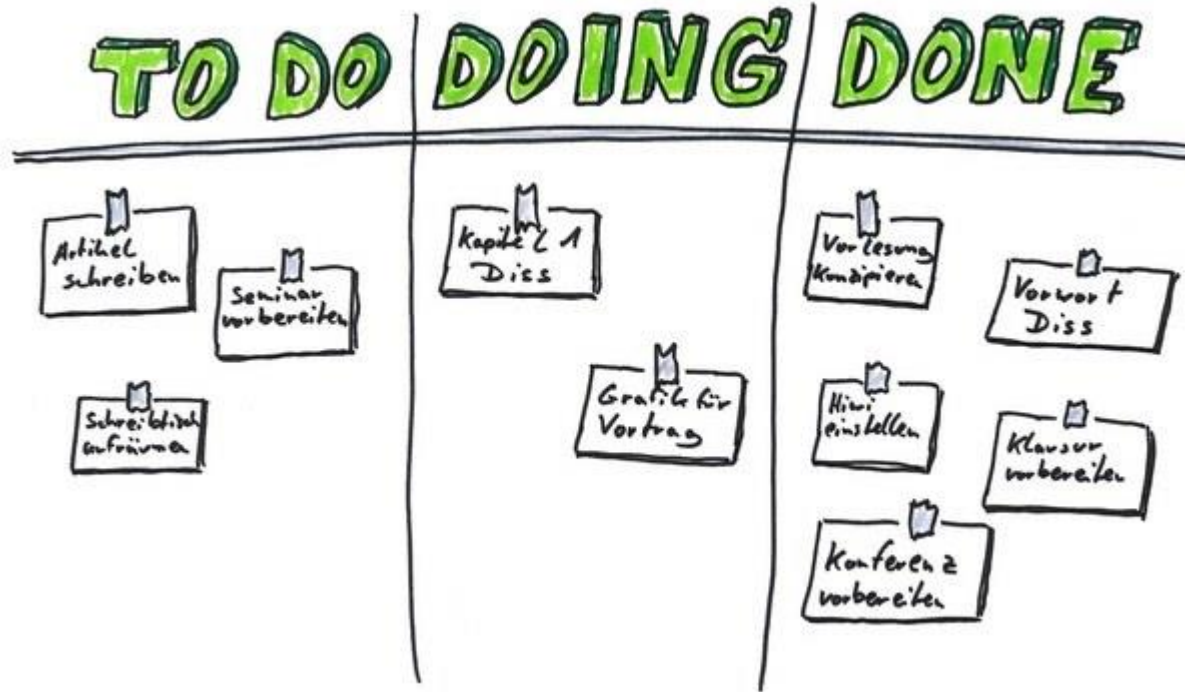 TO DO
DOING
DONE
Artikel
schreiben
Seminar
vorbereiten
Schreibtisch
aufräumen
Kapitel 1
Diss
Grafik für
Vortrag
Vorlesung
Konzipieren
Vorwort
Diss
Hiwi
einstellen
Klausur
vorbereiten
Konferenz
vorbereiten